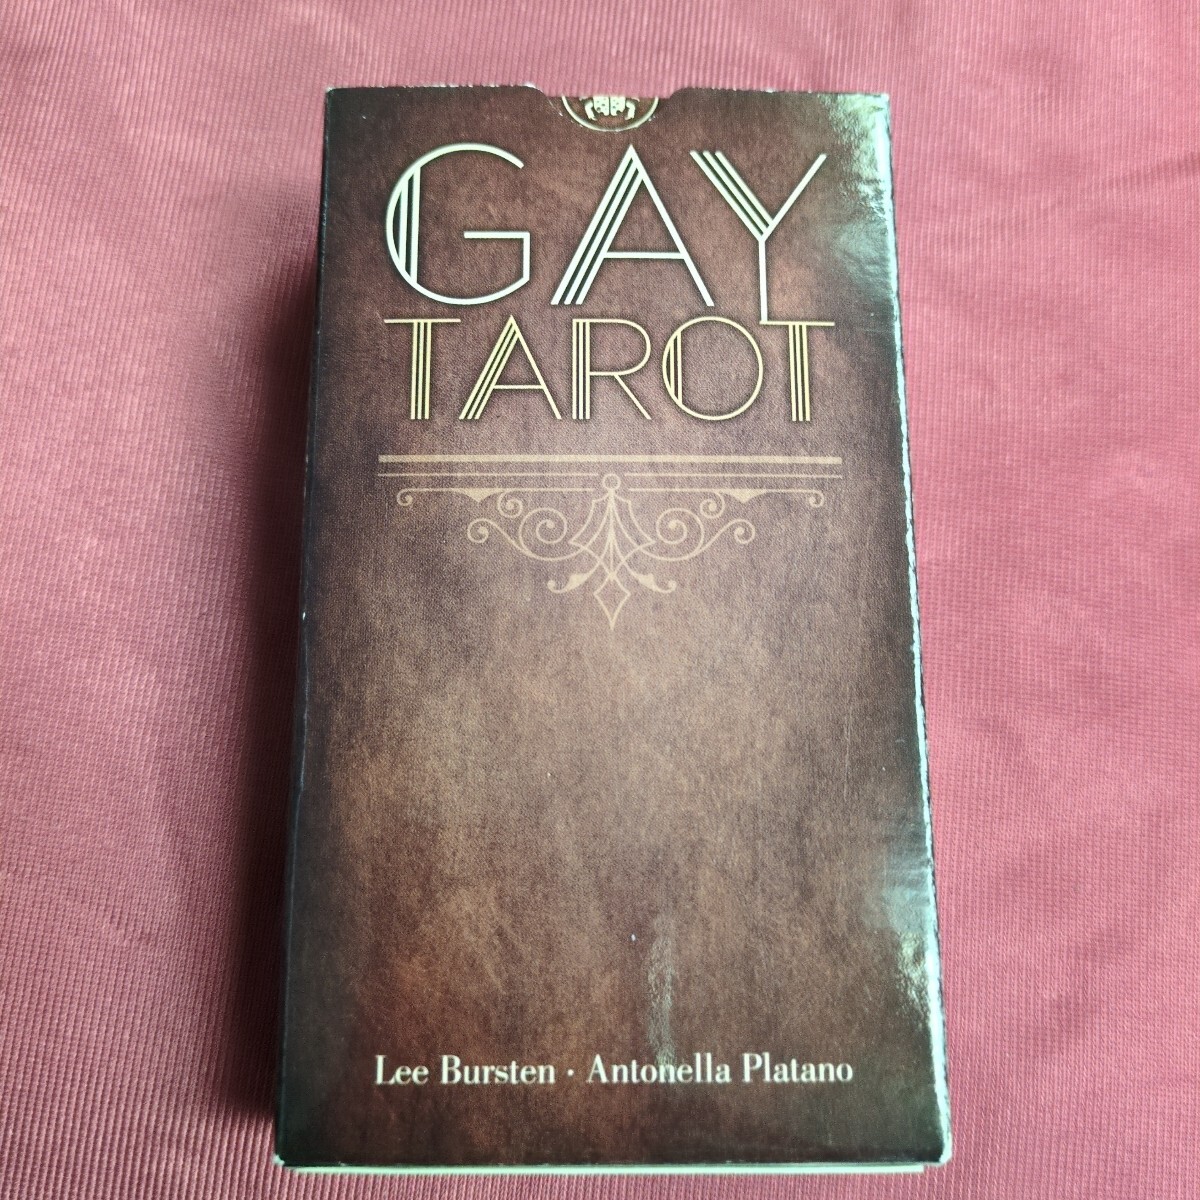 GAY
TAROT
Lee Bursten · Antonella Platano